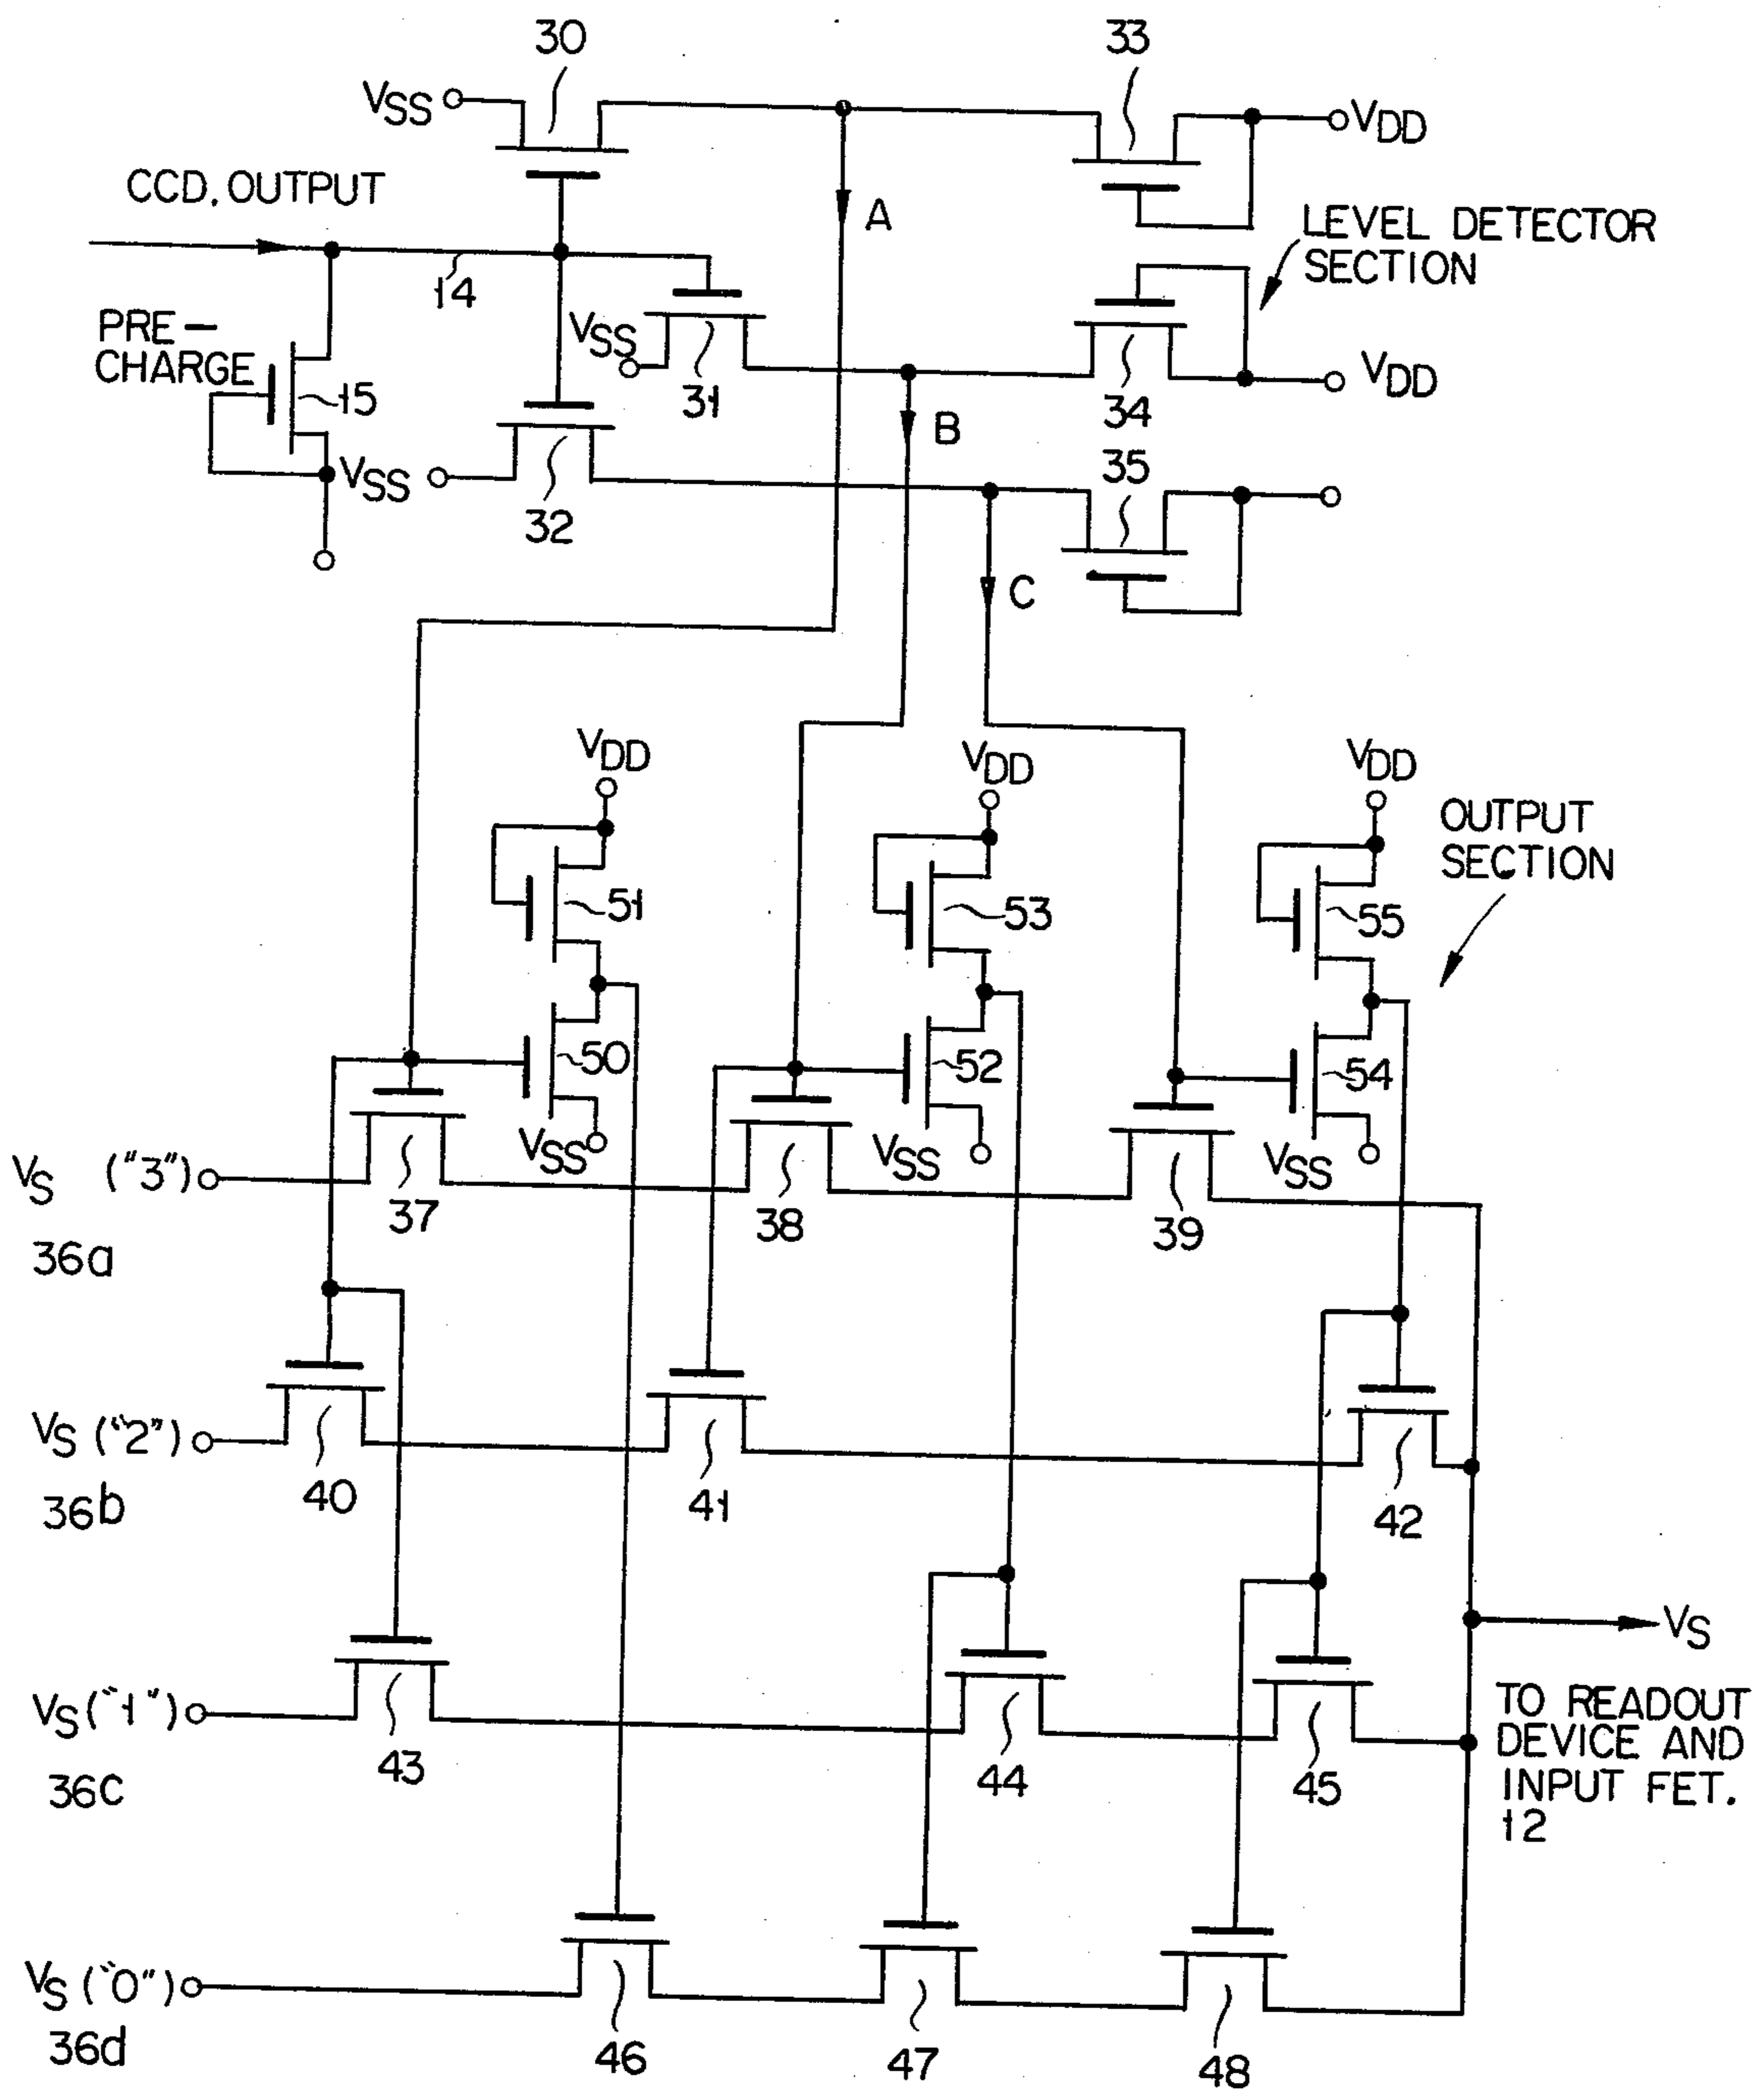 30
33
VSS
VDD
CCD. OUTPUT
A
LEVEL DETECTOR
SECTION
14
PRE-
CHARGE
VSS
15
31
34
VDD
B
VSS
35
32
C
VDD
VDD
VDD
OUTPUT
SECTION
51
53
55
50
52
54
VSS
VSS
VSS
VS ("3")
37
38
39
36a
VS ("2")
40
41
42
36b
VS
VS ("1")
43
44
45
36c
TO READOUT
DEVICE AND
INPUT FET.
12
VS ("0")
36d
46
47
48